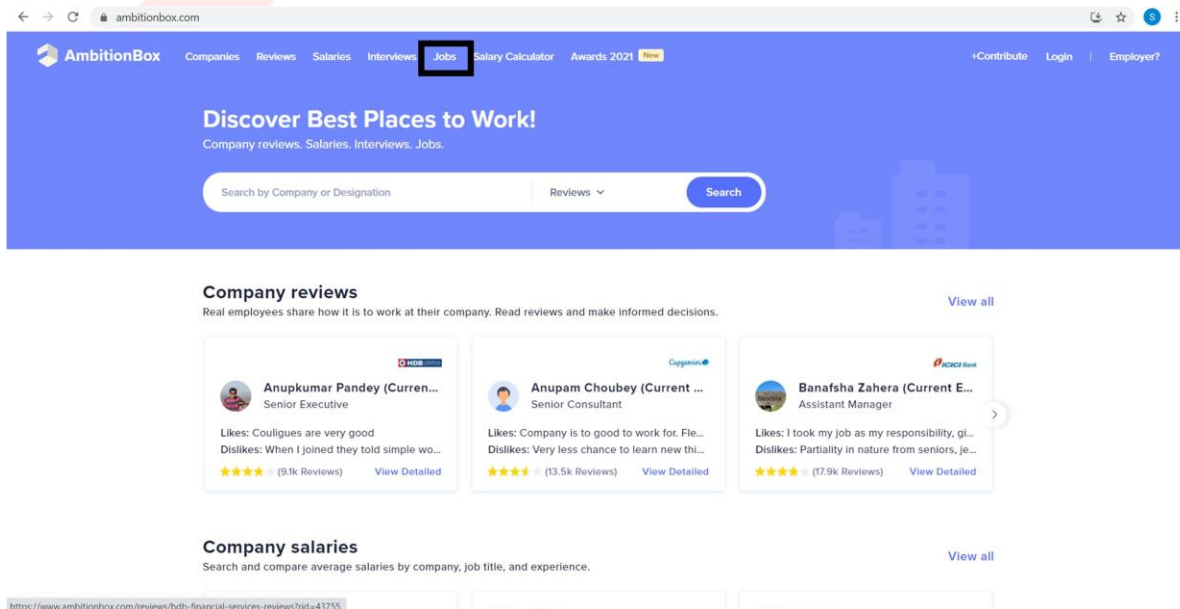 ambitionbox.com
S
AmbitionBox Companies Reviews Salaries Interviews Jobs Salary Calculator Awards 2021 New +Contribute Login | Employer?
Discover Best Places to Work!
Company reviews. Salaries. Interviews. Jobs.
Search by Company or Designation Reviews Search
Company reviews
View all
Real employees share how it is to work at their company. Read reviews and make informed decisions.
HDB
Capgemini
ICICI Bank
Anupkumar Pandey (Curren...
Senior Executive
Likes: Couligues are very good
Dislikes: When I joined they told simple wo...
(9.1k Reviews) View Detailed
Anupam Choubey (Current ...
Senior Consultant
Likes: Company is to good to work for. Fle...
Dislikes: Very less chance to learn new thi...
(13.5k Reviews) View Detailed
Banafsha Zahera (Current E...
Assistant Manager
Likes: I took my job as my responsibility, gi...
Dislikes: Partiality in nature from seniors, je...
(17.9k Reviews) View Detailed
Company salaries
View all
Search and compare average salaries by company, job title, and experience.
https://www.ambitionbox.com/reviews/hdb-financial-services-reviews?rid=43755